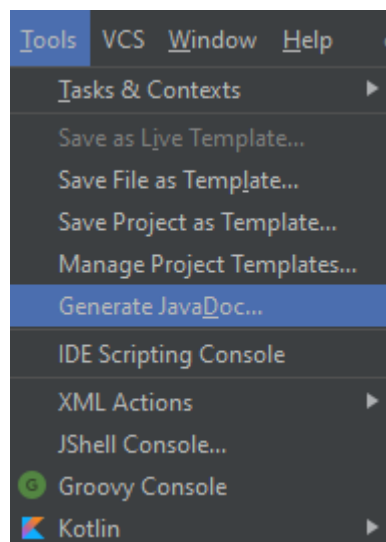 Tools VCS Window Help
Tasks & Contexts
Save as Live Template...
Save File as Template...
Save Project as Template...
Manage Project Templates...
Generate JavaDoc...
IDE Scripting Console
XML Actions
JShell Console...
G Groovy Console
Kotlin